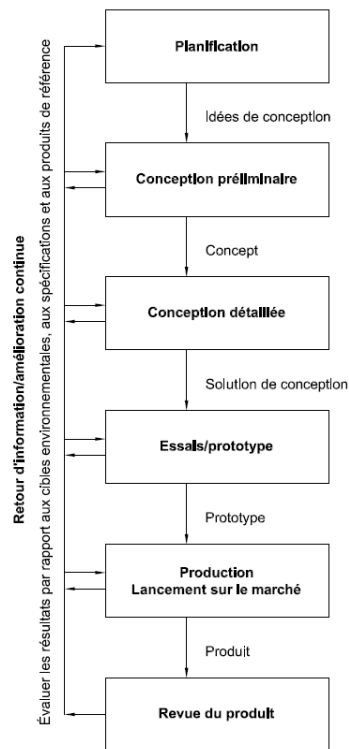 Planification
Idées de conception
Conception préliminaire
Concept
Conception détaillée
Solution de conception
Essais/prototype
Prototype
Production
Lancement sur le marché
Produit
Revue du produit
Retour d'information/amélioration continue
Évaluer les résultats par rapport aux cibles environnementales, aux spécifications et aux produits de référence